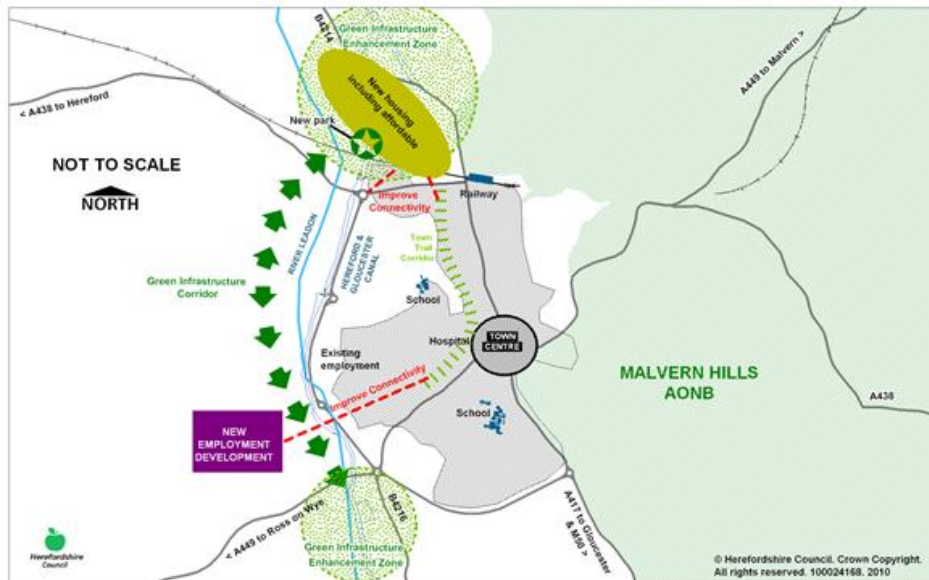 B4214
Green Infrastructure
Enhancement Zone
New housing
including affordable
A449 to Malvern >
< A438 to Hereford
New park
NOT TO SCALE
NORTH
Improve
Connectivity
Railway
RIVER LEADON
HEREFORD &
GLOUCESTER
CANAL
Town
Trail
Corridor
Green Infrastructure
Corridor
School
Hospital
TOWN
CENTRE
Existing
employment
Improve Connectivity
MALVERN HILLS
AONB
A438
School
NEW
EMPLOYMENT
DEVELOPMENT
< A449 to Ross on Wye
B4216
A417 to Gloucester
& M50 >
Green Infrastructure
Enhancement Zone
Herefordshire
Council
© Herefordshire Council. Crown Copyright.
All rights reserved. 100024168, 2010